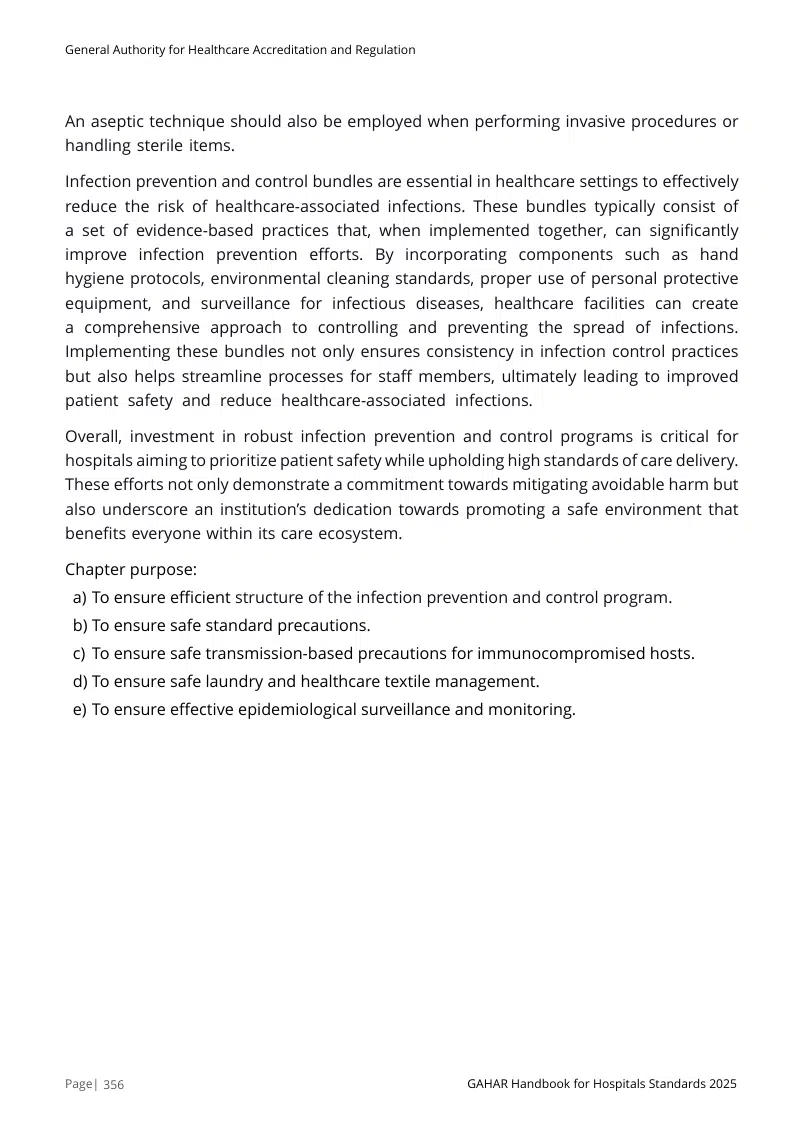 General Authority for Healthcare Accreditation and Regulation
An aseptic technique should also be employed when performing invasive procedures or
handling sterile items.
Infection prevention and control bundles are essential in healthcare settings to effectively
reduce the risk of healthcare-associated infections. These bundles typically consist of
a set of evidence-based practices that, when implemented together, can significantly
improve infection prevention efforts. By incorporating components such as hand
hygiene protocols, environmental cleaning standards, proper use of personal protective
equipment, and surveillance for infectious diseases, healthcare facilities can create
a comprehensive approach to controlling and preventing the spread of infections.
Implementing these bundles not only ensures consistency in infection control practices
but also helps streamline processes for staff members, ultimately leading to improved
patient safety and reduce healthcare-associated infections.
Overall, investment in robust infection prevention and control programs is critical for
hospitals aiming to prioritize patient safety while upholding high standards of care delivery.
These efforts not only demonstrate a commitment towards mitigating avoidable harm but
also underscore an institution’s dedication towards promoting a safe environment that
benefits everyone within its care ecosystem.
Chapter purpose:
a) To ensure efficient structure of the infection prevention and control program.
b) To ensure safe standard precautions.
c) To ensure safe transmission-based precautions for immunocompromised hosts.
d) To ensure safe laundry and healthcare textile management.
e) To ensure effective epidemiological surveillance and monitoring.
Page| 356 GAHAR Handbook for Hospitals Standards 2025